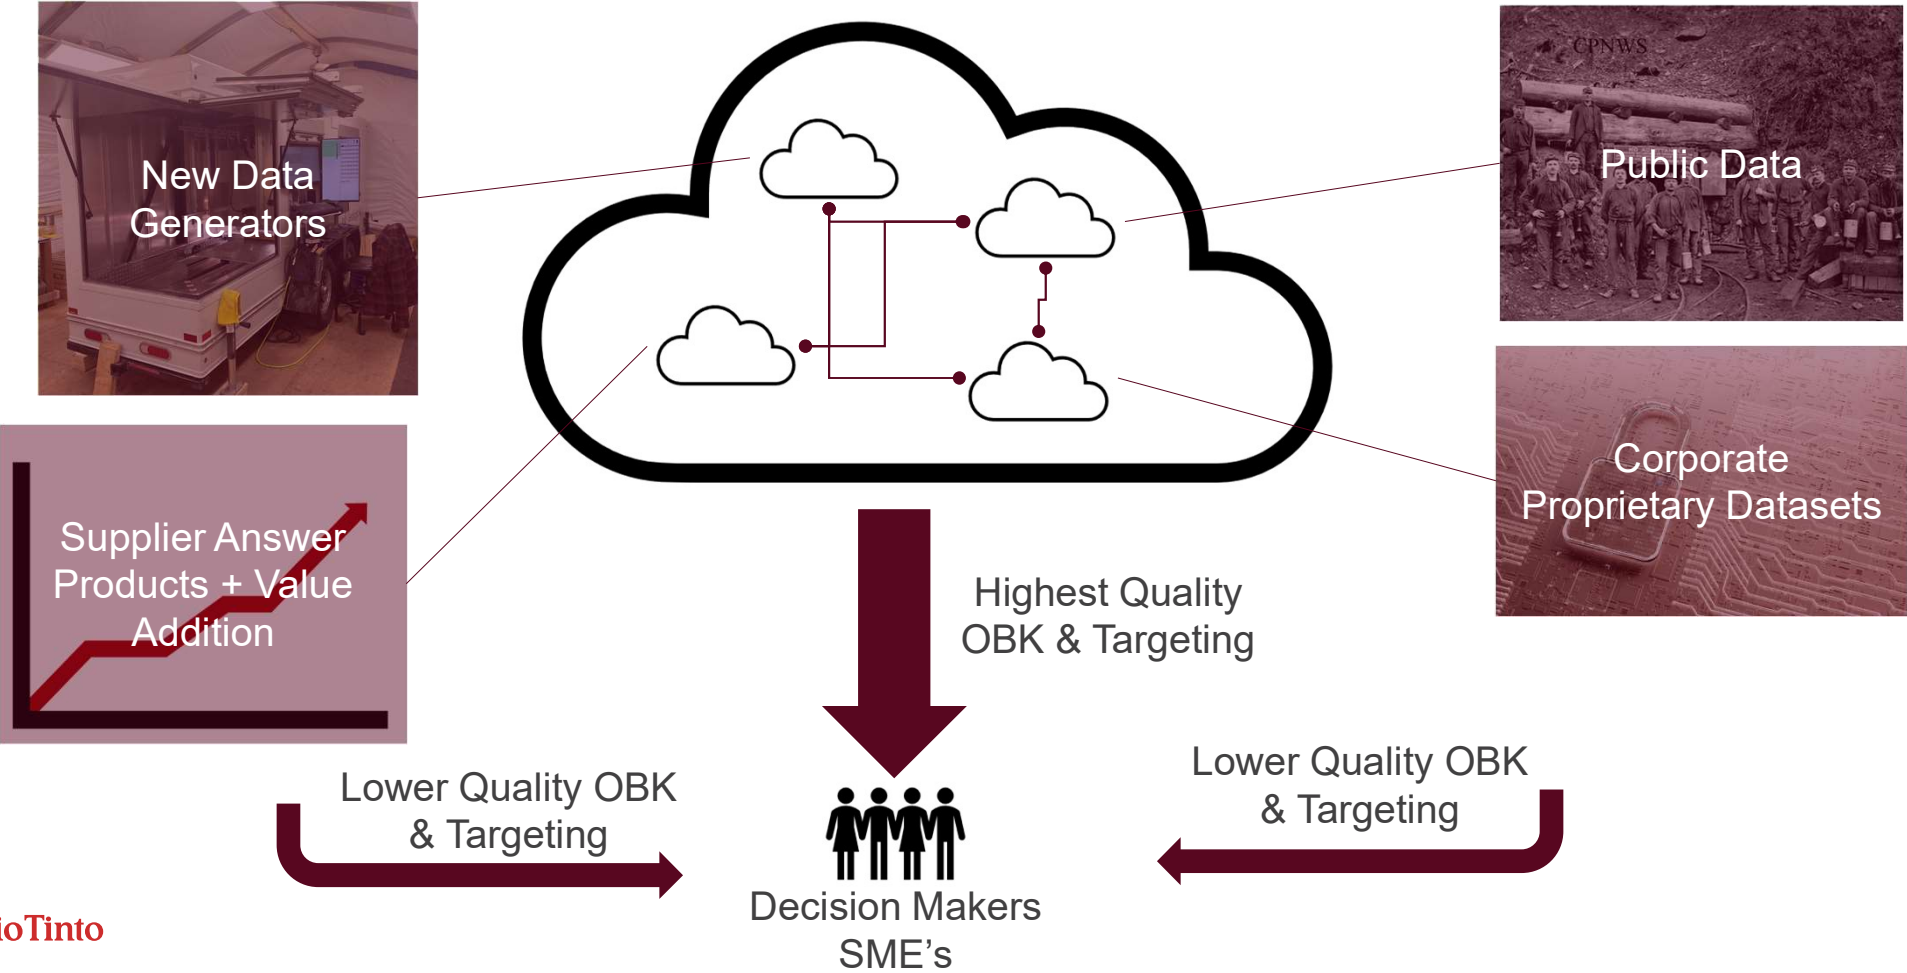 New Data
Generators
CPNWS
Public Data
Corporate
Proprietary Datasets
Supplier Answer
Products + Value
Addition
Highest Quality
OBK & Targeting
Lower Quality OBK
& Targeting
Lower Quality OBK
& Targeting
Decision Makers
SME's
ioTinto